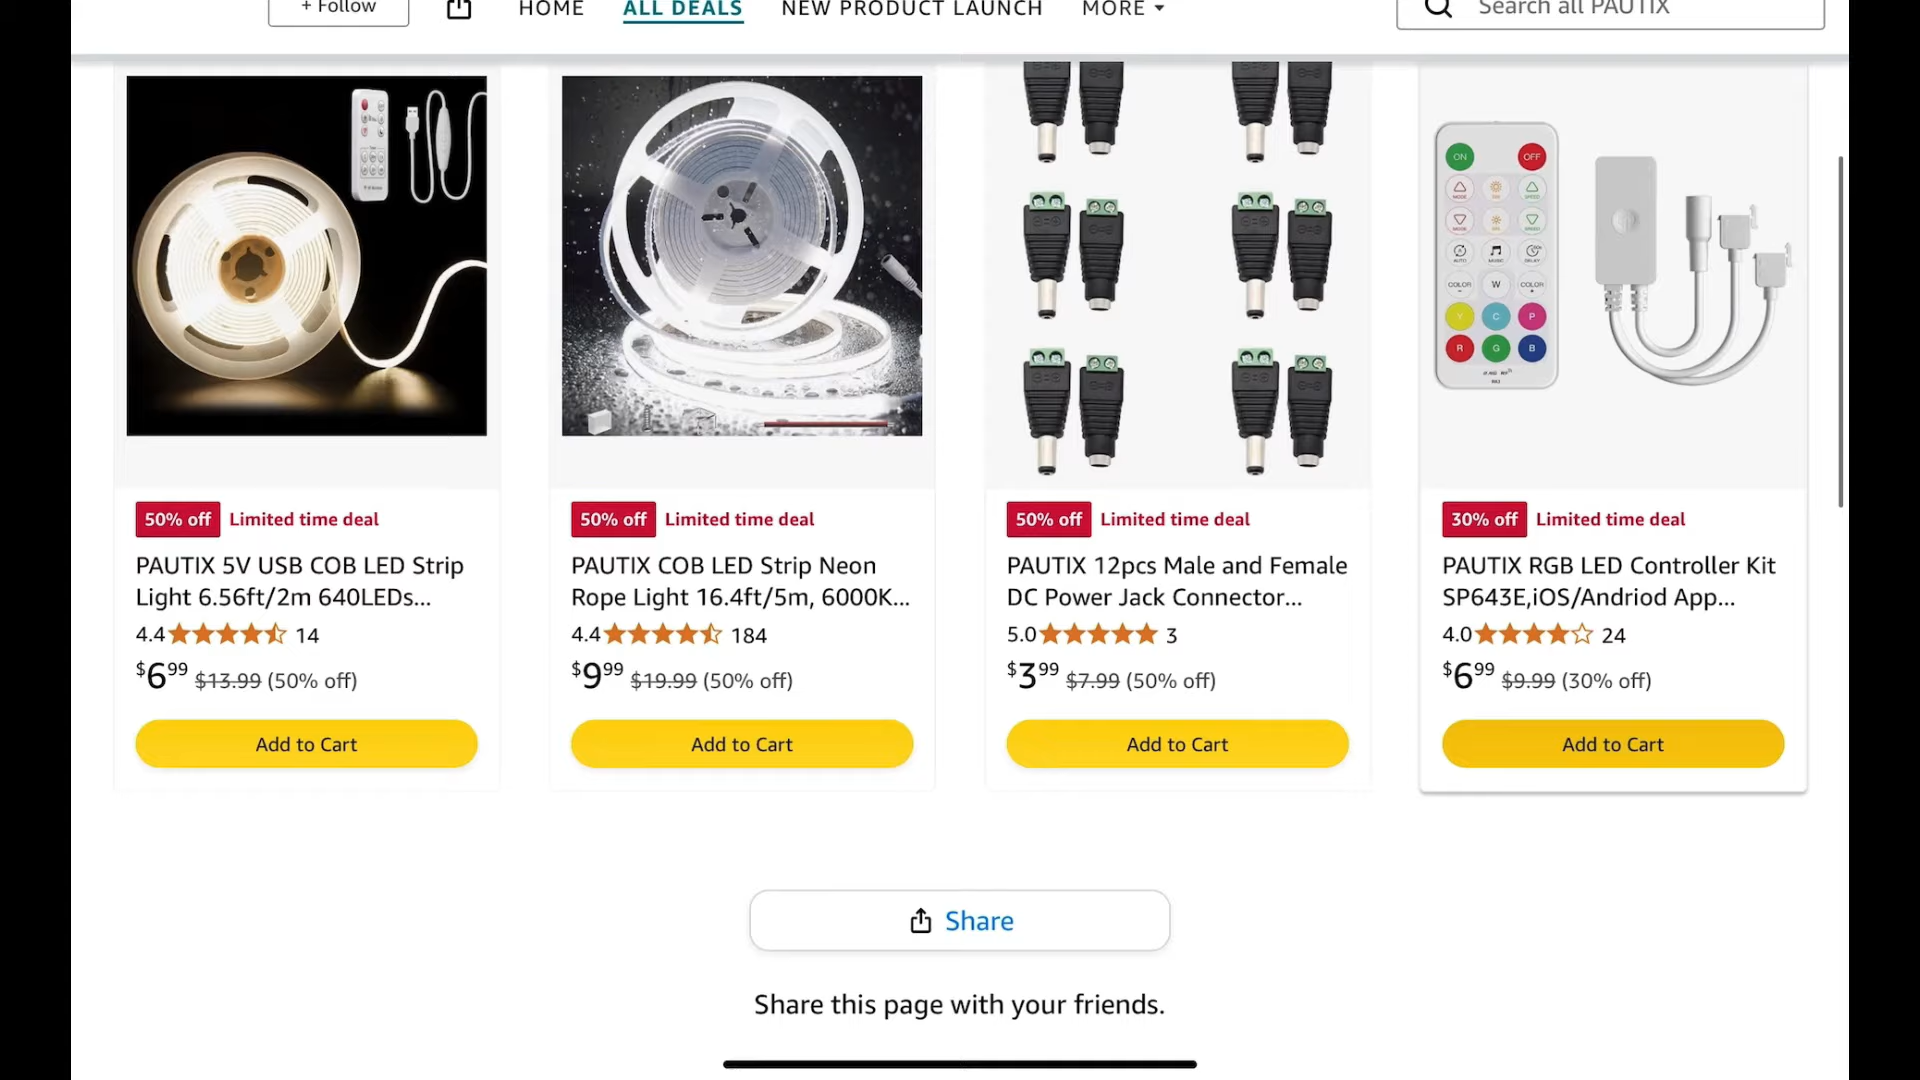 + Follow
HOME
ALL DEALS
NEW PRODUCT LAUNCH
MORE
Search all PAUTIX
ON
OFF
MODE
SPEED
MODE
SPEED
AUTO
MUSIC
COLOR
W
COLOR
Y
C
P
R
G
B
50% off Limited time deal
PAUTIX 5V USB COB LED Strip
Light 6.56ft/2m 640LEDs...
4.4 14
$6.99 $13.99 (50% off)
Add to Cart
50% off Limited time deal
PAUTIX COB LED Strip Neon
Rope Light 16.4ft/5m, 6000K...
4.4 184
$9.99 $19.99 (50% off)
Add to Cart
50% off Limited time deal
PAUTIX 12pcs Male and Female
DC Power Jack Connector...
5.0 3
$3.99 $7.99 (50% off)
Add to Cart
30% off Limited time deal
PAUTIX RGB LED Controller Kit
SP643E,iOS/Andriod App...
4.0 24
$6.99 $9.99 (30% off)
Add to Cart
Share
Share this page with your friends.